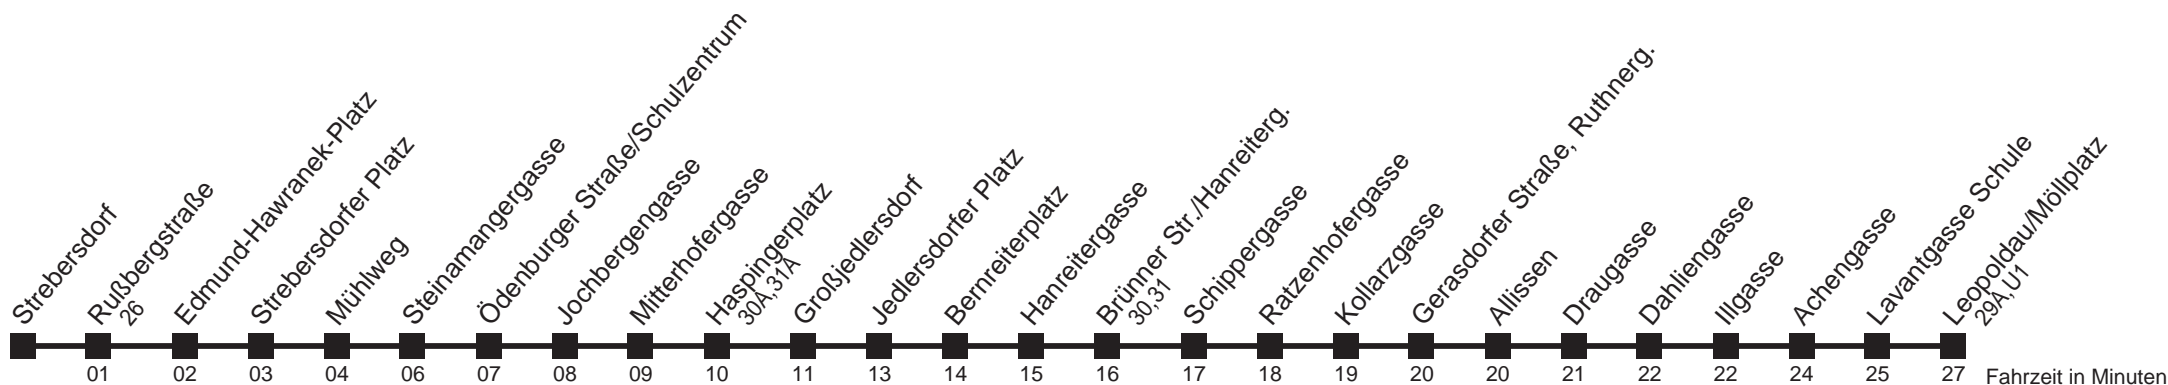 Strebersdorf
Rußbergstraße
26
Edmund-Hawranek-Platz
Strebersdorfer Platz
Mühlweg
Steinamangergasse
Ödenburger Straße/Schulzentrum
Jochbergengasse
Mitterhofergasse
Haspingerplatz
30A,31A
Großjedlersdorf
Jedlersdorfer Platz
Bernreiterplatz
Hanreitergasse
Brünner Str./Hanreiterg.
30,31
Schippergasse
Ratzenhofergasse
Kollarzgasse
Gerasdorfer Straße, Ruthnerg.
Allissen
Draugasse
Dahliengasse
Illgasse
Achengasse
Lavantgasse Schule
Leopoldau/Möllplatz
29A,U1
01 02 03 04 06 07 08 09 10 11 13 14 15 16 17 18 19 20 20 21 22 22 24 25 27 Fahrzeit in Minuten